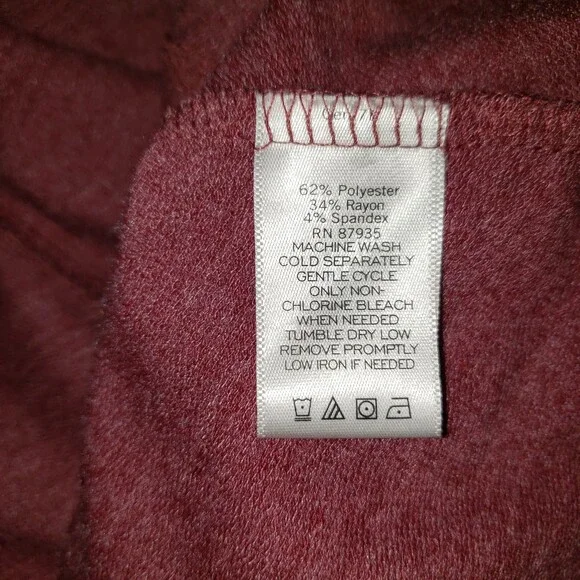 62% Polyester
34% Rayon
4% Spandex
RN 87935
MACHINE WASH
COLD SEPARATELY
GENTLE CYCLE
ONLY NON-
CHLORINE BLEACH
WHEN NEEDED
TUMBLE DRY LOW
REMOVE PROMPTLY
LOW IRON IF NEEDED